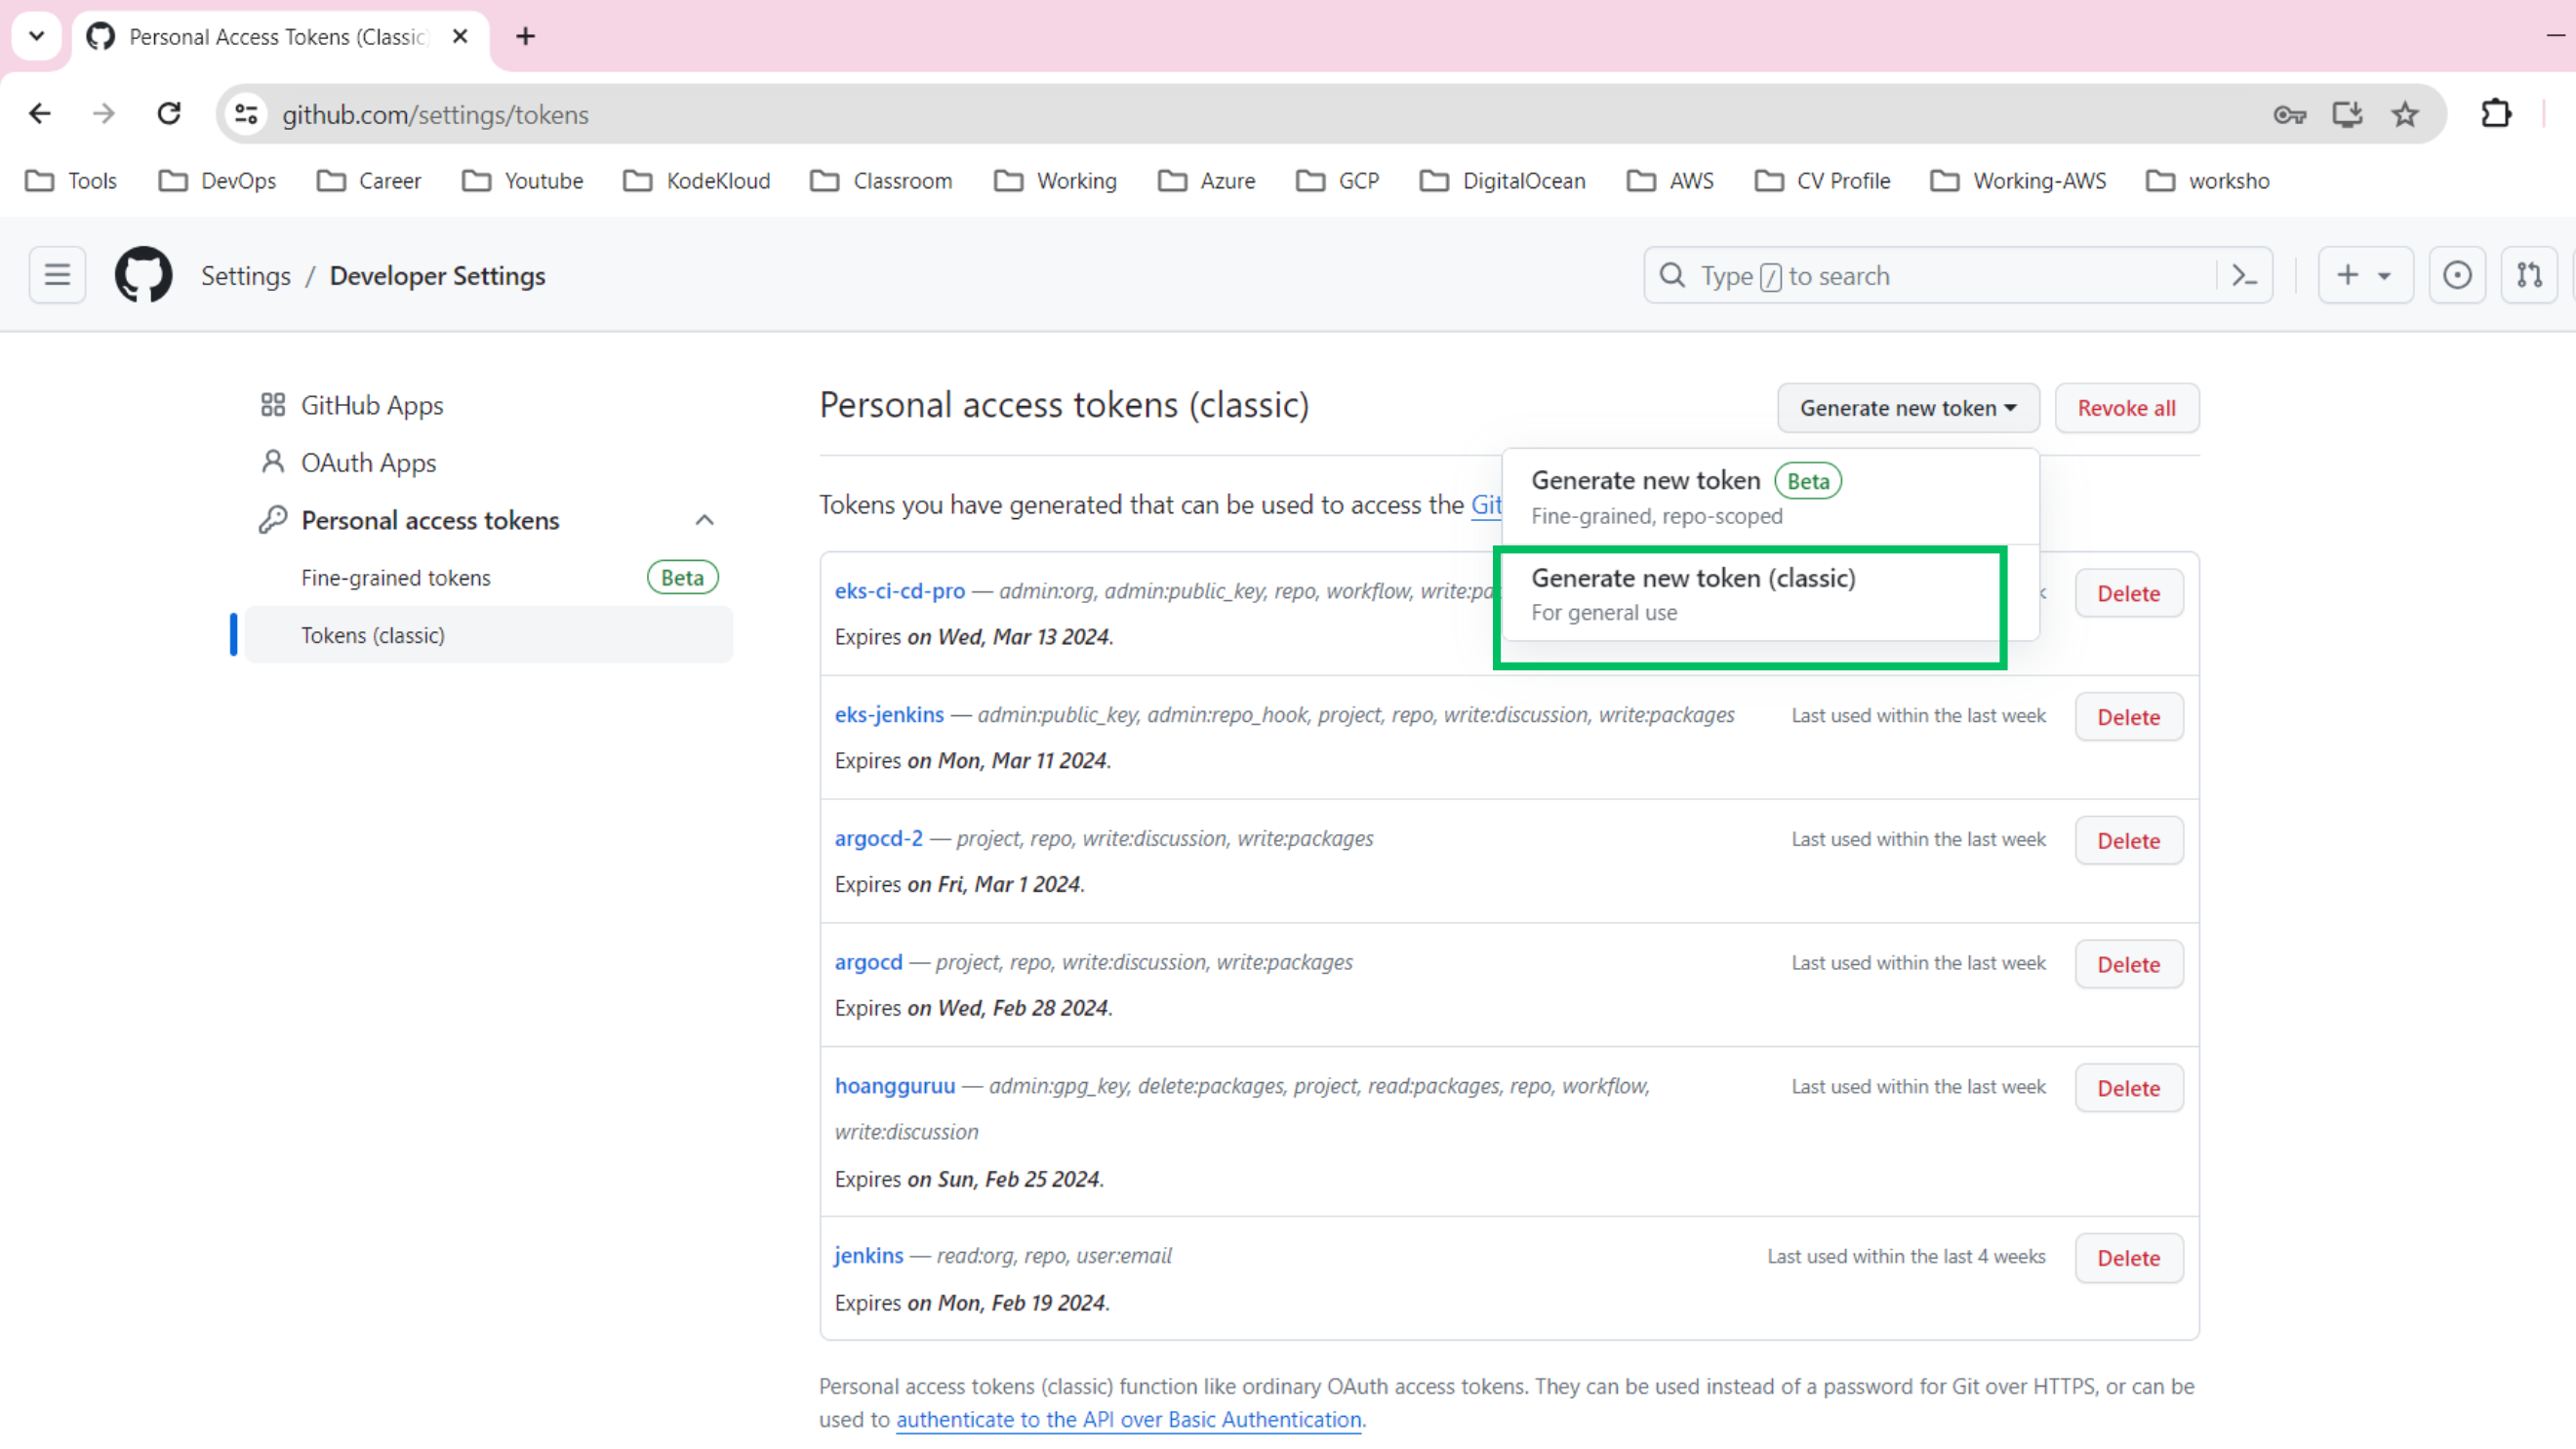 Personal Access Tokens (Classic)
github.com/settings/tokens
Tools DevOps Career Youtube KodeKloud Classroom Working Azure GCP DigitalOcean AWS CV Profile Working-AWS worksho
Settings / Developer Settings
Type / to search
GitHub Apps
OAuth Apps
Personal access tokens
Fine-grained tokens Beta
Tokens (classic)
Personal access tokens (classic)
Generate new token Revoke all
Generate new token Beta
Fine-grained, repo-scoped
Generate new token (classic)
For general use
Tokens you have generated that can be used to access the Git
eks-ci-cd-pro — admin:org, admin:public_key, repo, workflow, write:pa
Delete
Expires on Wed, Mar 13 2024.
eks-jenkins — admin:public_key, admin:repo_hook, project, repo, write:discussion, write:packages Last used within the last week Delete
Expires on Mon, Mar 11 2024.
argocd-2 — project, repo, write:discussion, write:packages Last used within the last week Delete
Expires on Fri, Mar 1 2024.
argocd — project, repo, write:discussion, write:packages Last used within the last week Delete
Expires on Wed, Feb 28 2024.
hoangguruu — admin:gpg_key, delete:packages, project, read:packages, repo, workflow, Last used within the last week Delete
write:discussion
Expires on Sun, Feb 25 2024.
jenkins — read:org, repo, user:email Last used within the last 4 weeks Delete
Expires on Mon, Feb 19 2024.
Personal access tokens (classic) function like ordinary OAuth access tokens. They can be used instead of a password for Git over HTTPS, or can be
used to authenticate to the API over Basic Authentication.